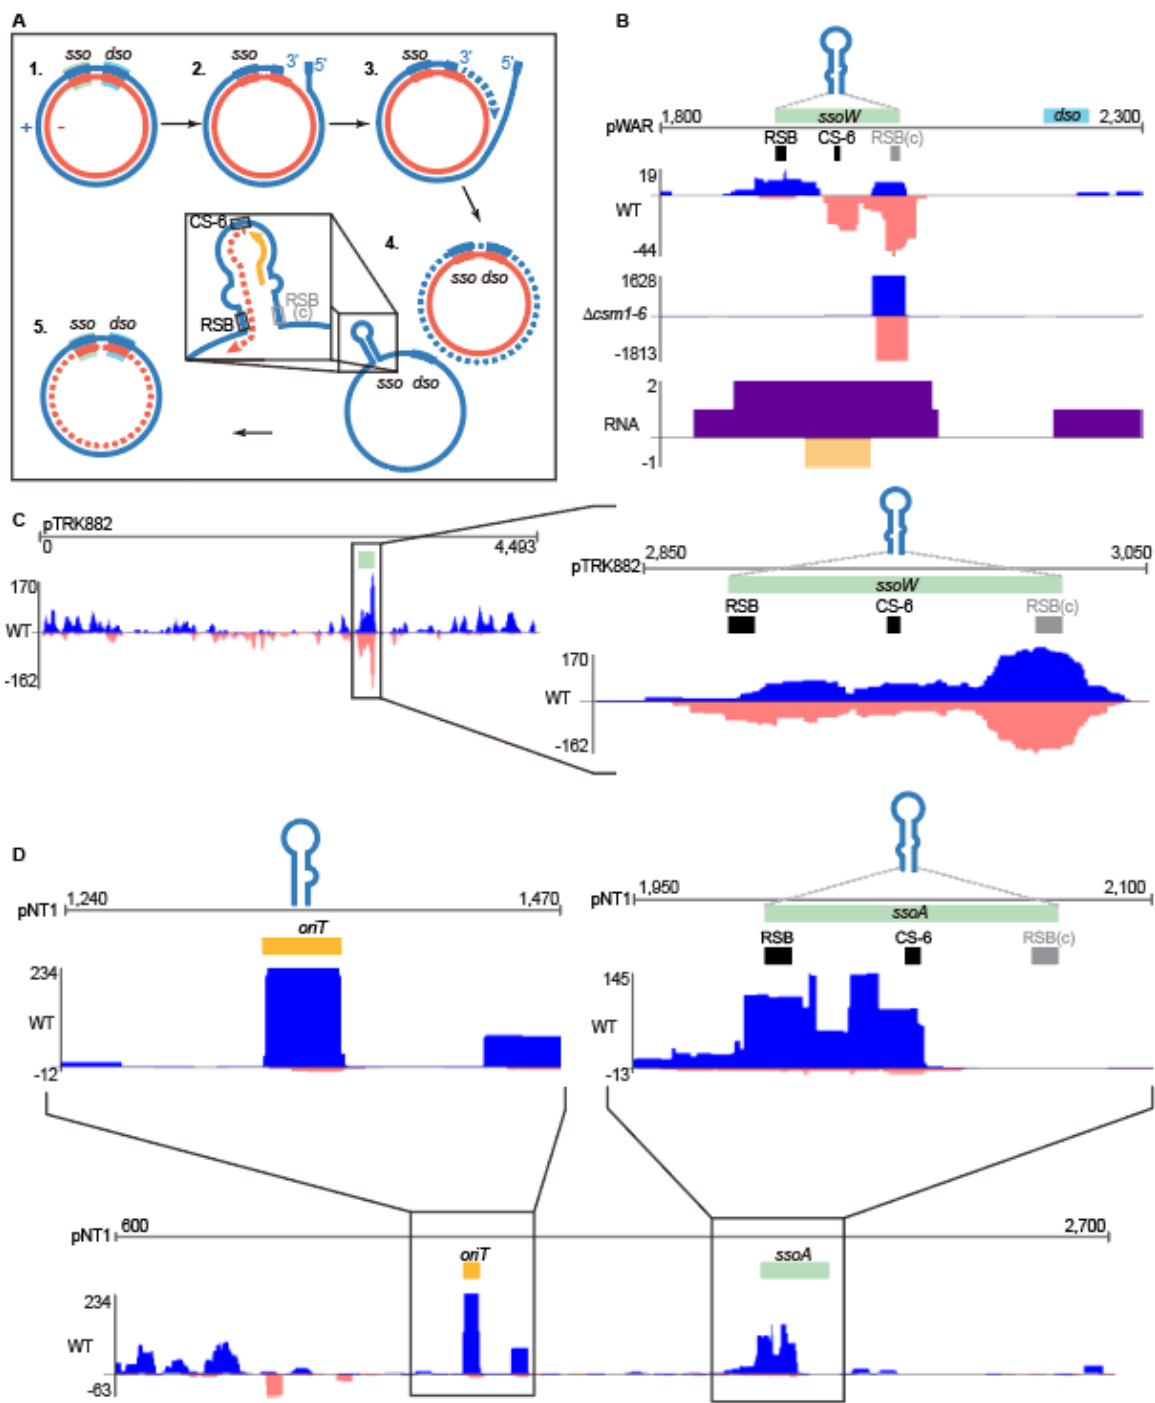 A
1.
sso dso
+
-
2.
sso
3'
5'
3.
sso
3'
5'
4.
sso dso
CS-6
RSB
RSB
(c)
sso dso
5.
sso dso
B
pWAR
1,800
ssoW
dso
2,300
RSB
CS-6
RSB(c)
19
WT
-44
1628
Δcsm1-6
-1813
2
RNA
-1
C
pTRK882
0
4,493
170
WT
-162
pTRK882
2,850
3,050
ssoW
RSB
CS-6
RSB(c)
170
WT
-162
D
pNT1
1,240
1,470
oriT
234
WT
-12
pNT1
1,950
2,100
ssoA
RSB
CS-6
RSB(c)
145
WT
-13
pNT1
600
2,700
oriT
ssoA
234
WT
-63